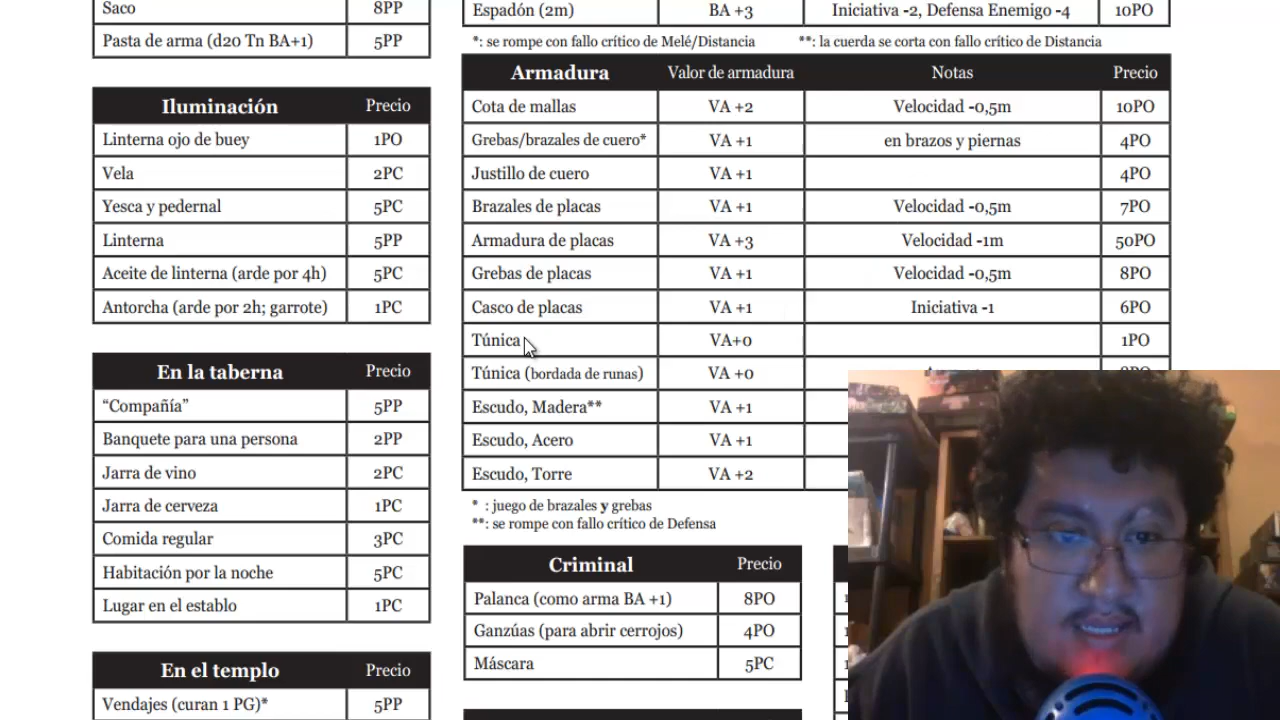 Saco 8PP
Pasta de arma (d20 Tn BA+1) 5PP
Iluminación Precio
Linterna ojo de buey 1PO
Vela 2PC
Yesca y pedernal 5PC
Linterna 5PP
Aceite de linterna (arde por 4h) 5PC
Antorcha (arde por 2h; garrote) 1PC
En la taberna Precio
“Compañía” 5PP
Banquete para una persona 2PP
Jarra de vino 2PC
Jarra de cerveza 1PC
Comida regular 3PC
Habitación por la noche 5PC
Lugar en el establo 1PC
En el templo Precio
Vendajes (curan 1 PG)* 5PP
Espadón (2m) BA +3 Iniciativa -2, Defensa Enemigo -4 10PO
*: se rompe con fallo crítico de Melé/Distancia **: la cuerda se corta con fallo crítico de Distancia
Armadura Valor de armadura Notas Precio
Cota de mallas VA +2 Velocidad -0,5m 10PO
Grebas/brazales de cuero* VA +1 en brazos y piernas 4PO
Justillo de cuero VA +1 4PO
Brazales de placas VA +1 Velocidad -0,5m 7PO
Armadura de placas VA +3 Velocidad -1m 50PO
Grebas de placas VA +1 Velocidad -0,5m 8PO
Casco de placas VA +1 Iniciativa -1 6PO
Túnica VA+0 1PO
Túnica (bordada de runas) VA +0
Escudo, Madera** VA +1
Escudo, Acero VA +1
Escudo, Torre VA +2
* : juego de brazales y grebas
**: se rompe con fallo crítico de Defensa
Criminal Precio
Palanca (como arma BA +1) 8PO
Ganzúas (para abrir cerrojos) 4PO
Máscara 5PC